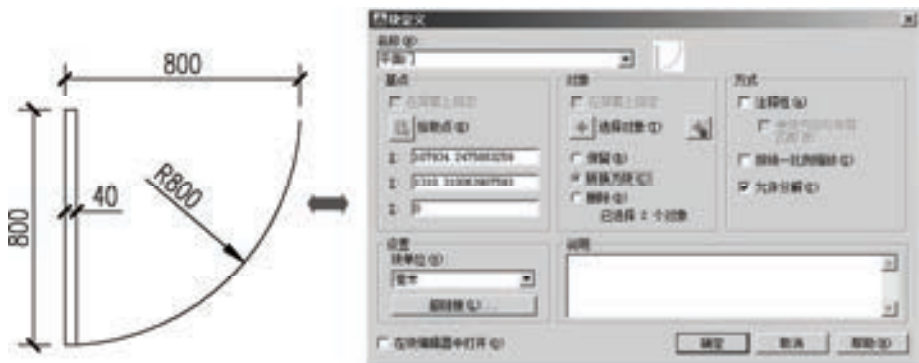 800
800
40
R800
块定义
名称(N)
平面门
基点
在屏幕上指定
拾取点(K)
X:
Y:
Z: 0
对象
在屏幕上指定
选择对象(T)
保留(R)
转换为块(C)
删除(D)
已选择 2 个对象
方式
注释性(A)
按统一比例缩放(S)
允许分解(P)
设置
块单位(U)
毫米
超链接(L)...
说明
在块编辑器中打开(O)
确定
取消
帮助(H)